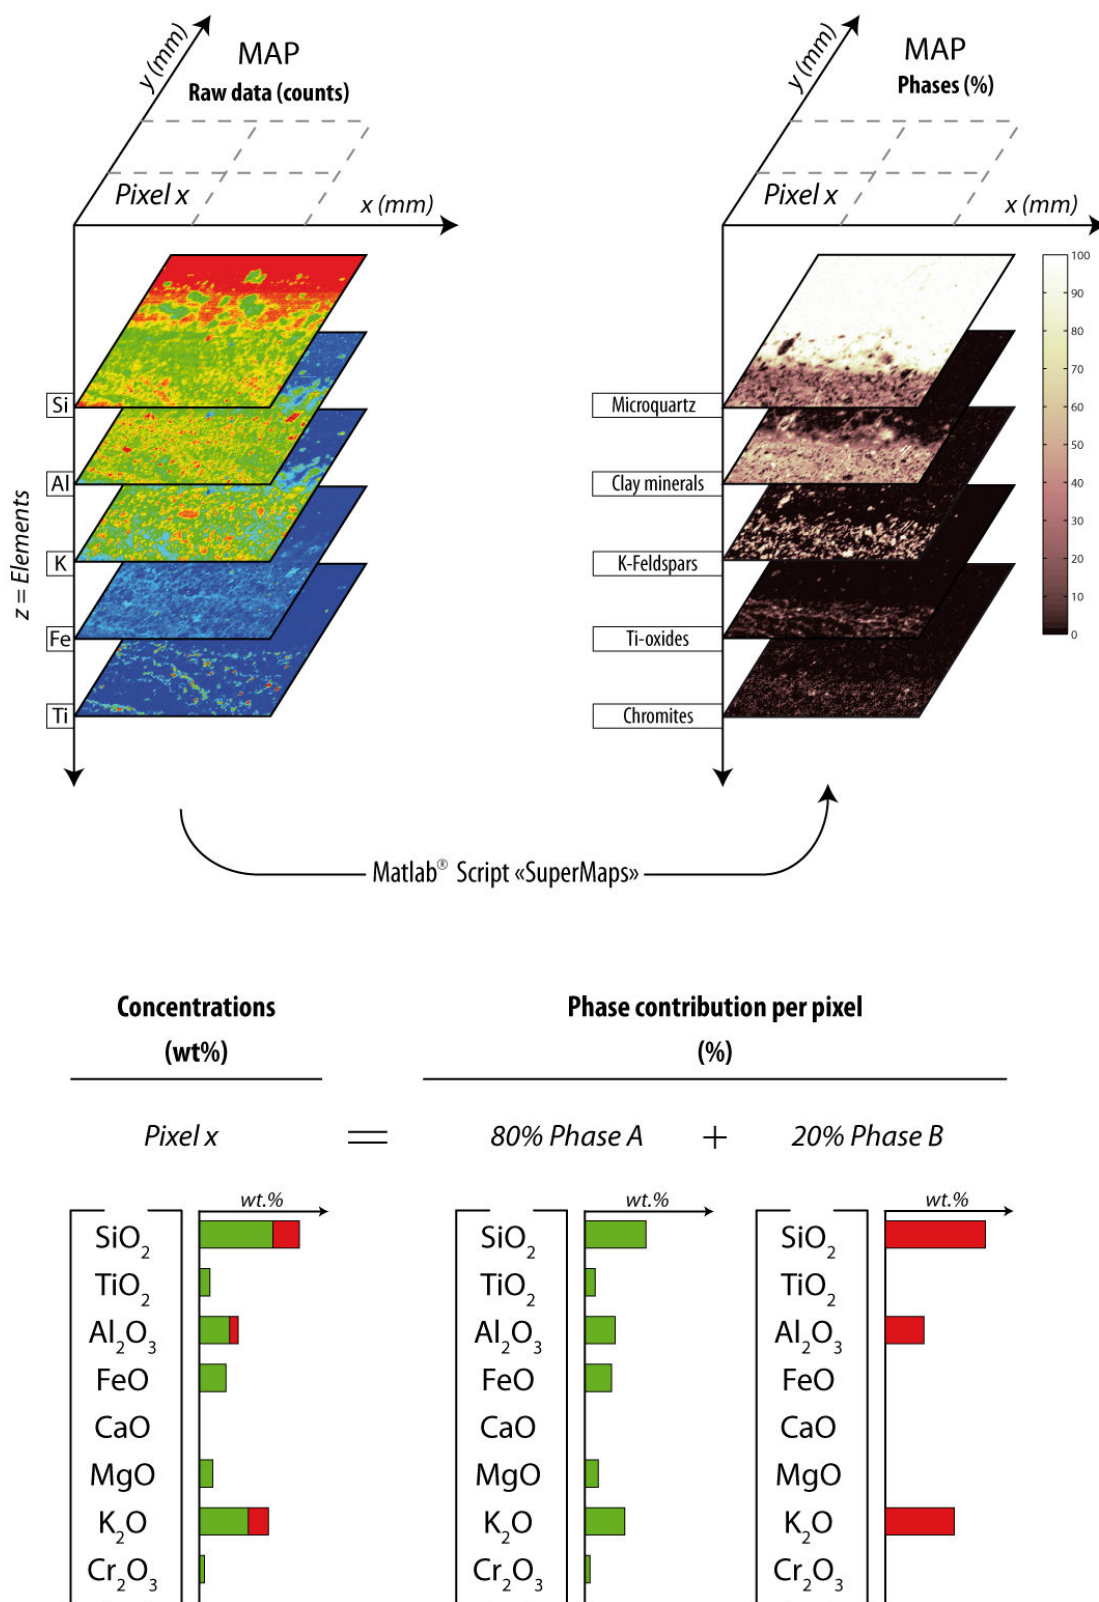 MAP
Raw data (counts)
y (mm)
Pixel x
x (mm)
Si
Al
K
Fe
Ti
z = Elements
MAP
Phases (%)
y (mm)
Pixel x
x (mm)
Microquartz
Clay minerals
K-Feldspars
Ti-oxides
Chromites
100
90
80
70
60
50
40
30
20
10
0
Matlab® Script «SuperMaps»
Concentrations
(wt%)
Phase contribution per pixel
(%)
Pixel x = 80% Phase A + 20% Phase B
wt.%
SiO₂
TiO₂
Al₂O₃
FeO
CaO
MgO
K₂O
Cr₂O₃
wt.%
SiO₂
TiO₂
Al₂O₃
FeO
CaO
MgO
K₂O
Cr₂O₃
wt.%
SiO₂
TiO₂
Al₂O₃
FeO
CaO
MgO
K₂O
Cr₂O₃